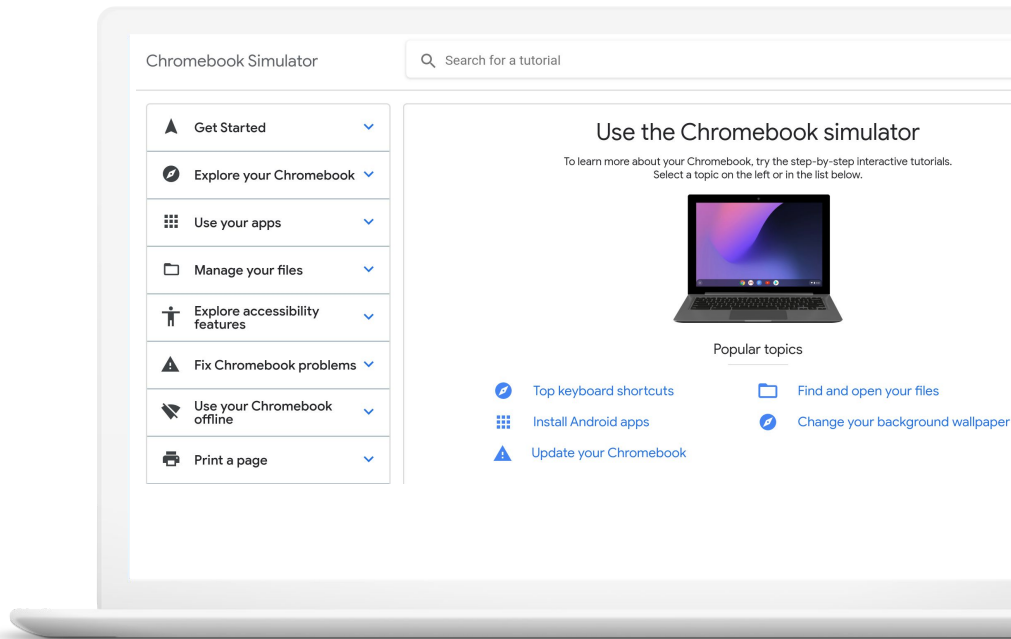 Chromebook Simulator
Search for a tutorial
Get Started
Explore your Chromebook
Use your apps
Manage your files
Explore accessibility
features
Fix Chromebook problems
Use your Chromebook
offline
Print a page
Use the Chromebook simulator
To learn more about your Chromebook, try the step-by-step interactive tutorials.
Select a topic on the left or in the list below.
Popular topics
Top keyboard shortcuts
Find and open your files
Install Android apps
Change your background wallpaper
Update your Chromebook